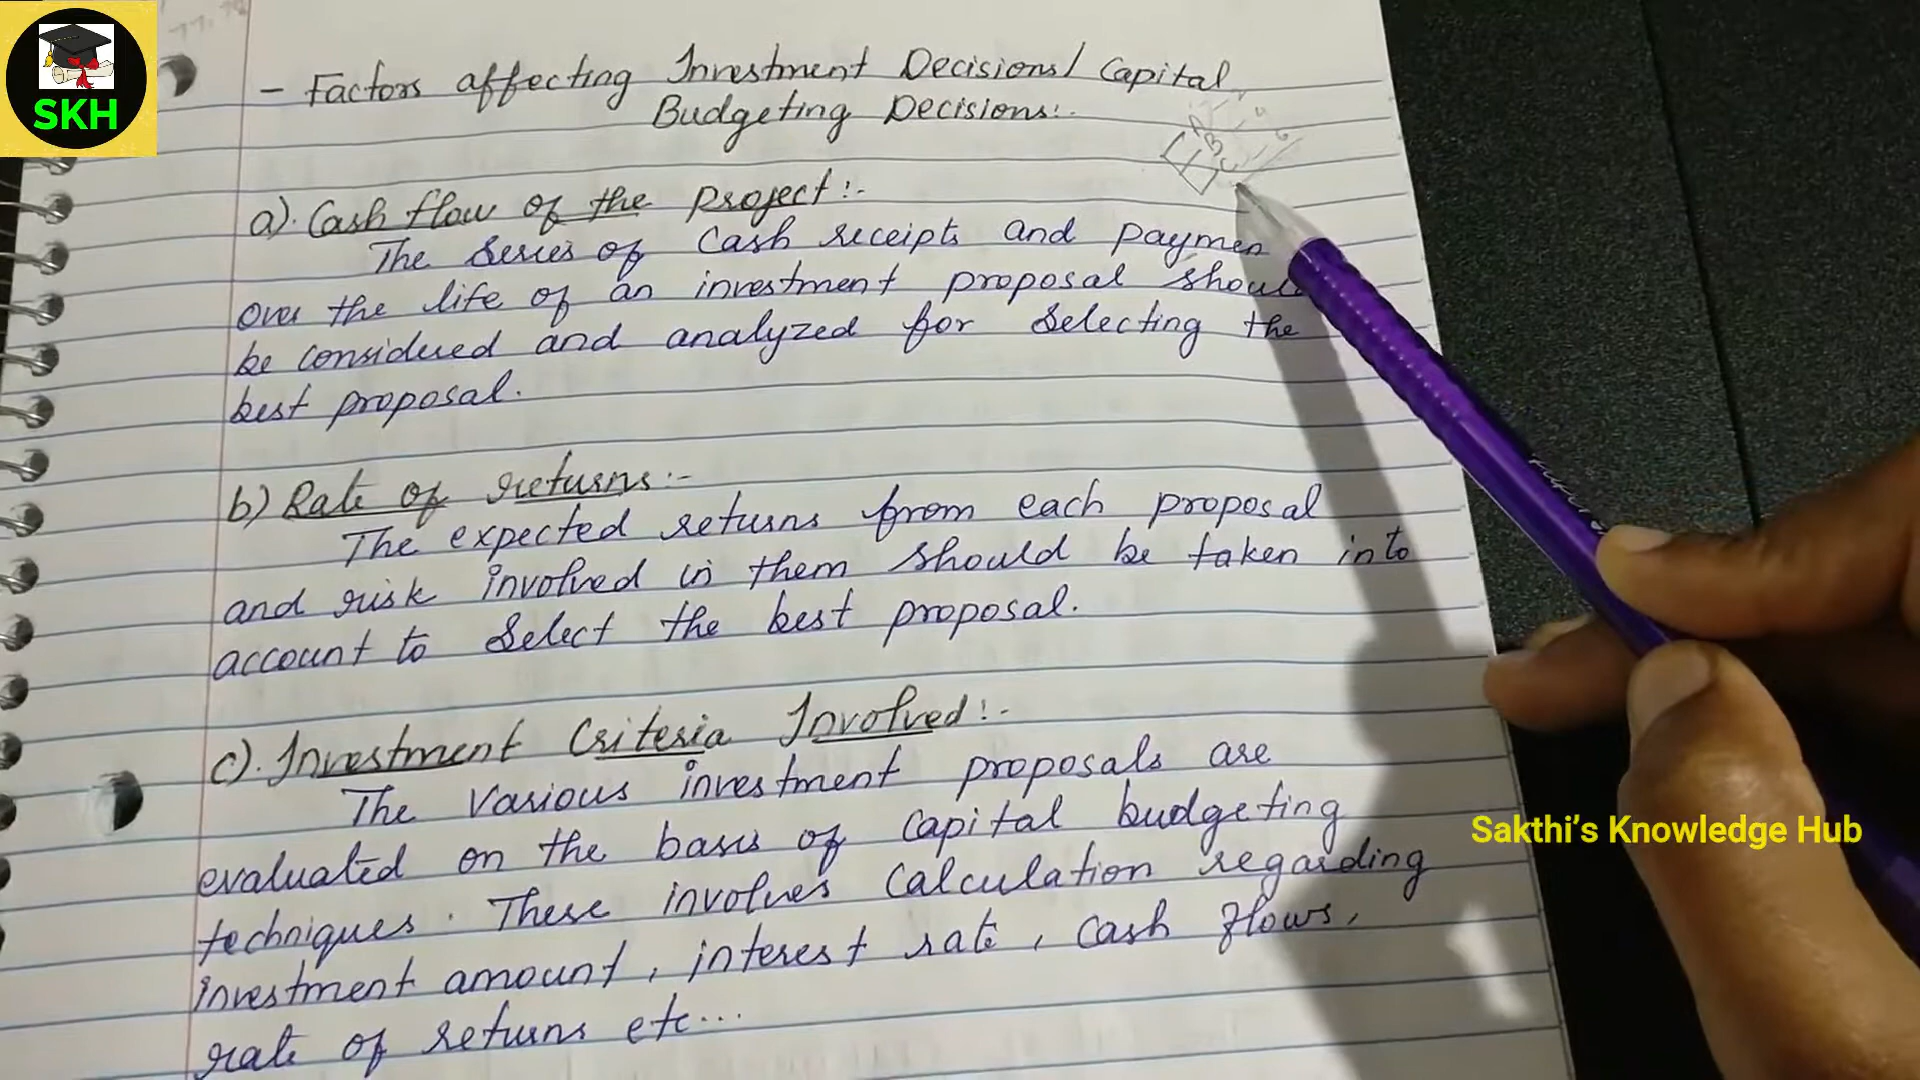 SKH
- Factors affecting Investment Decisions/ Capital
Budgeting Decisions:-
a). Cash flow of the Project:-
The Series of Cash receipts and paymen
over the life of an investment proposal shoul
be considered and analyzed for Selecting the
best proposal.
b) Rate of returns:-
The expected returns from each proposal
and risk involved in them should be taken into
account to Select the best proposal.
c). Investment Criteria Involved:-
The Various investment proposals are
evaluated on the basis of Capital budgeting
techniques. These involves Calculation regarding
investment amount, interest rate, Cash flows,
rate of returns etc...
Sakthi's Knowledge Hub